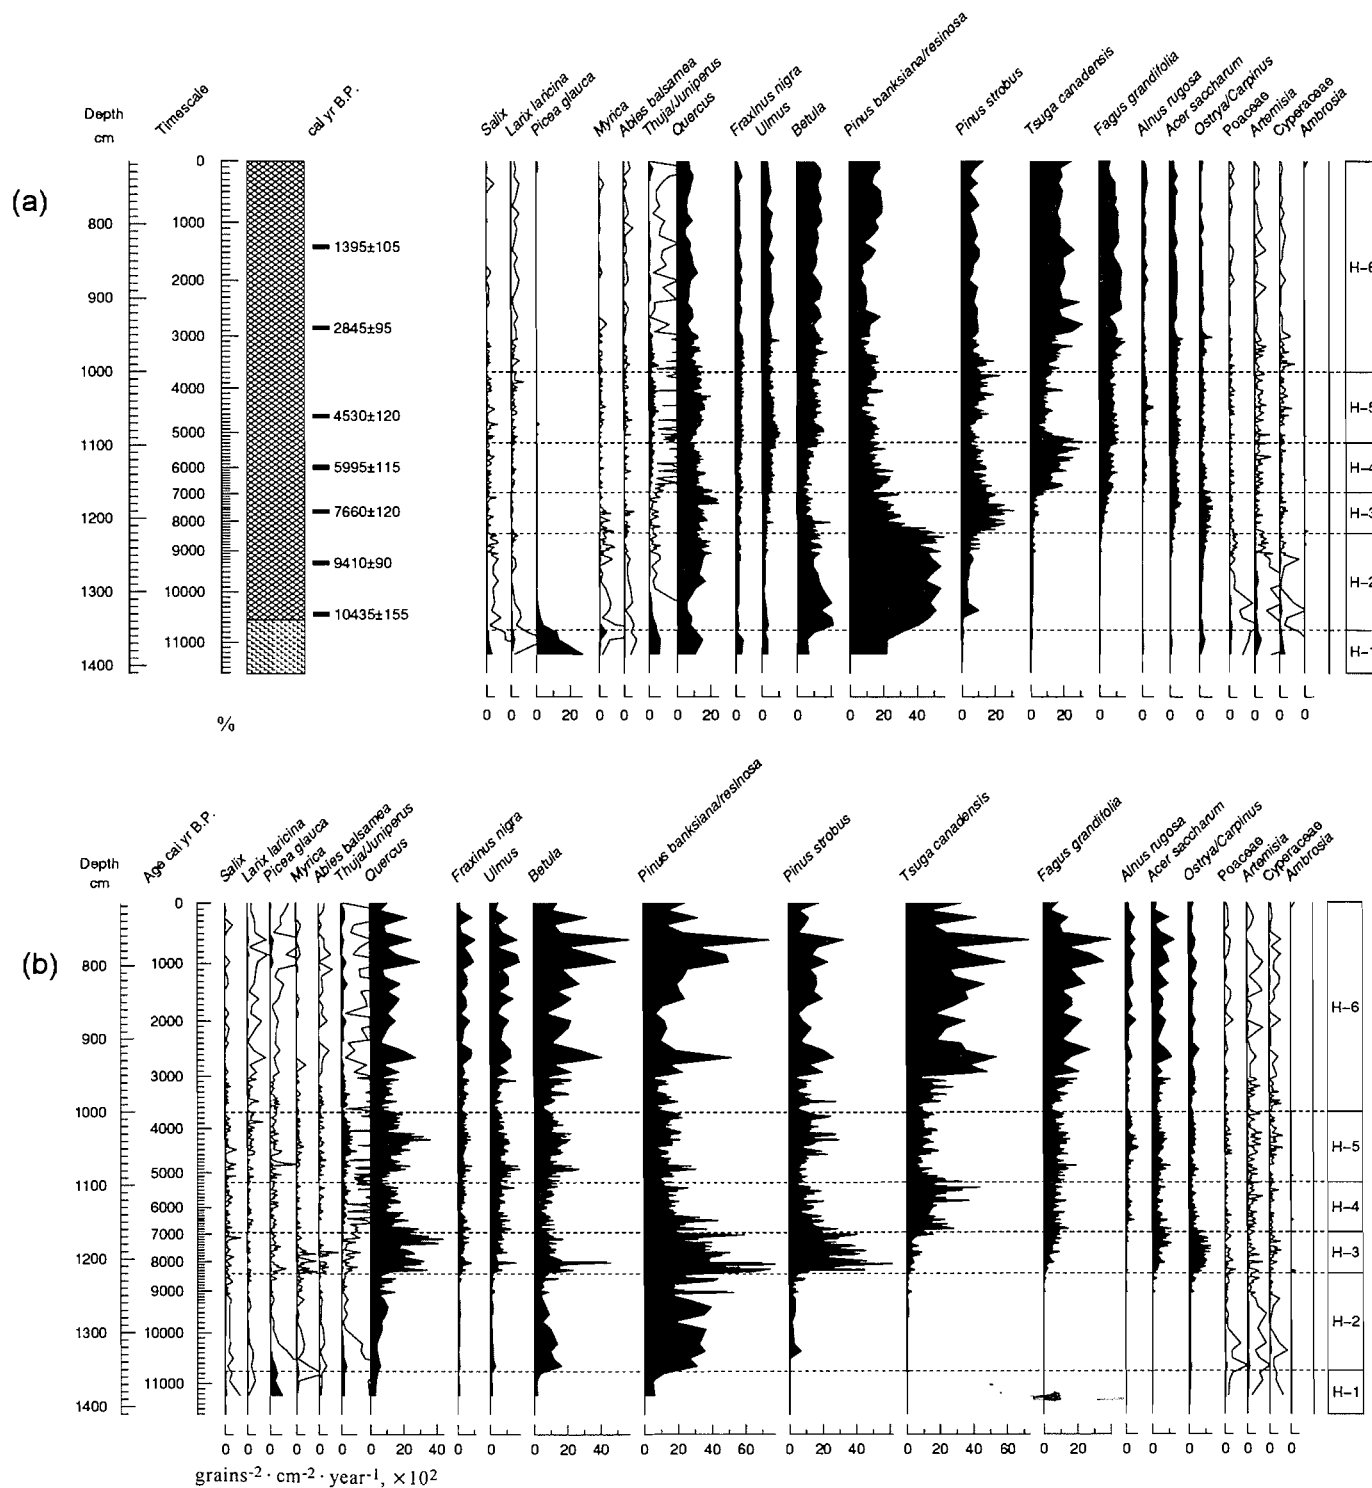 (a)
Depth cm
Timescale
cal yr B.P.
Salix
Larix laricina
Picea glauca
Myrica
Abies balsamea
Thuja/Juniperus
Quercus
Fraxinus nigra
Ulmus
Betula
Pinus banksiana/resinosa
Pinus strobus
Tsuga canadensis
Fagus grandifolia
Alnus rugosa
Acer saccharum
Ostrya/Carpinus
Poaceae
Artemisia
Cyperaceae
Ambrosia
800
900
1000
1100
1200
1300
1400
0
1000
2000
3000
4000
5000
6000
7000
8000
9000
10000
11000
1395±105
2845±95
4530±120
5995±115
7660±120
9410±90
10435±155
H-6
H-5
H-4
H-3
H-2
H-1
0 0 0 20 0 0 0 0 20 0 0 0 20 0 20 40 0 20 0 20 0 0 0 0 0 0 0 0
%
(b)
Depth cm
Age cal yr B.P.
Salix
Larix laricina
Picea glauca
Myrica
Abies balsamea
Thuja/Juniperus
Quercus
Fraxinus nigra
Ulmus
Betula
Pinus banksiana/resinosa
Pinus strobus
Tsuga canadensis
Fagus grandifolia
Alnus rugosa
Acer saccharum
Ostrya/Carpinus
Poaceae
Artemisia
Cyperaceae
Ambrosia
800
900
1000
1100
1200
1300
1400
0
1000
2000
3000
4000
5000
6000
7000
8000
9000
10000
11000
H-6
H-5
H-4
H-3
H-2
H-1
0 0 0 0 0 0 0 20 40 0 0 0 20 40 0 20 40 60 0 20 40 60 0 20 40 60 0 20 0 0 0 0 0 0 0
grains⁻² · cm⁻² · year⁻¹, ×10²